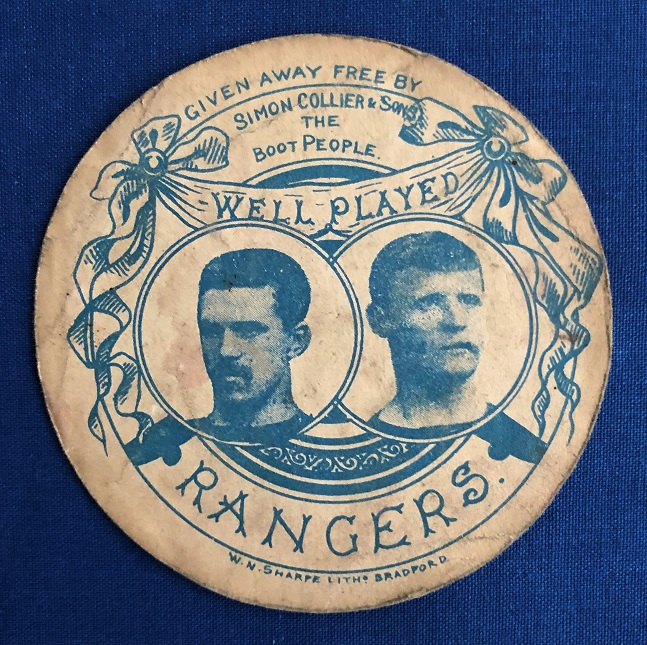 GIVEN AWAY FREE BY
SIMON COLLIER & SONS
THE
BOOT PEOPLE.
WELL PLAYED
RANGERS.
W. N. SHARPE LITHO BRADFORD